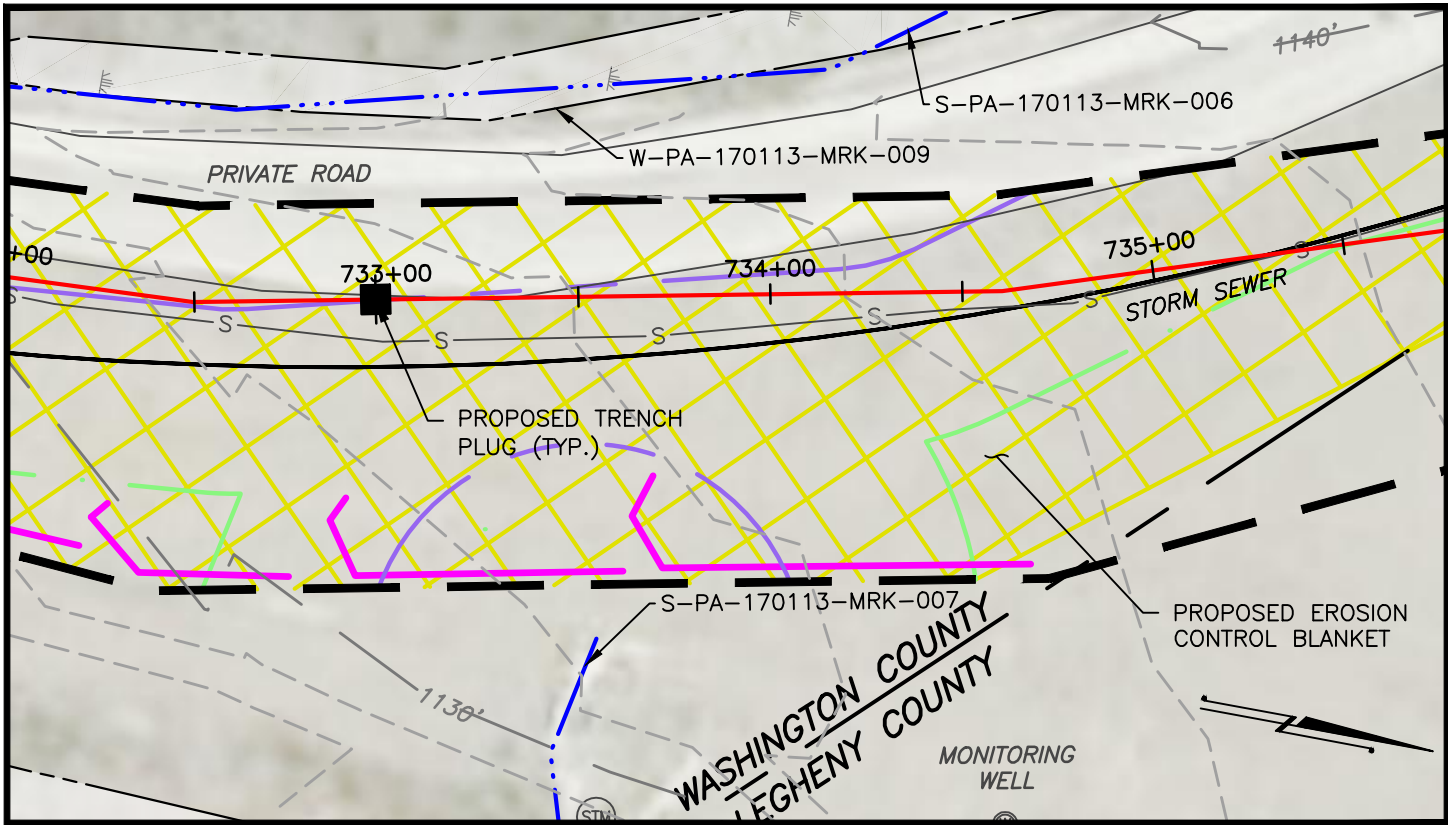 1140'
S-PA-170113-MRK-006
W-PA-170113-MRK-009
PRIVATE ROAD
+00
733+00
734+00
735+00
S
S
STORM SEWER
S
S
S
S
S
PROPOSED TRENCH
PLUG (TYP.)
S-PA-170113-MRK-007
PROPOSED EROSION
CONTROL BLANKET
WASHINGTON COUNTY
LEGHENY COUNTY
1130'
MONITORING
WELL
STM